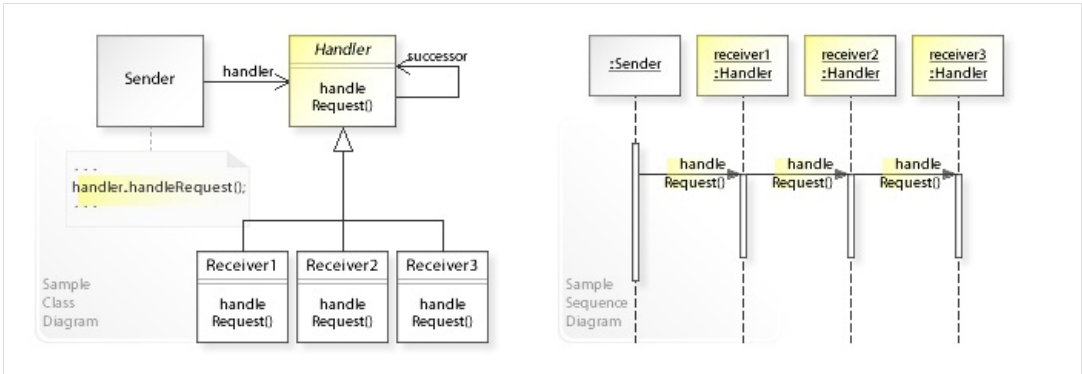 Sender
handler
Handler
handle
Request()
successor
...
handler.handleRequest();
...
Receiver1
handle
Request()
Receiver2
handle
Request()
Receiver3
handle
Request()
Sample
Class
Diagram
:Sender
receiver1
:Handler
receiver2
:Handler
receiver3
:Handler
handle
Request()
handle
Request()
handle
Request()
Sample
Sequence
Diagram